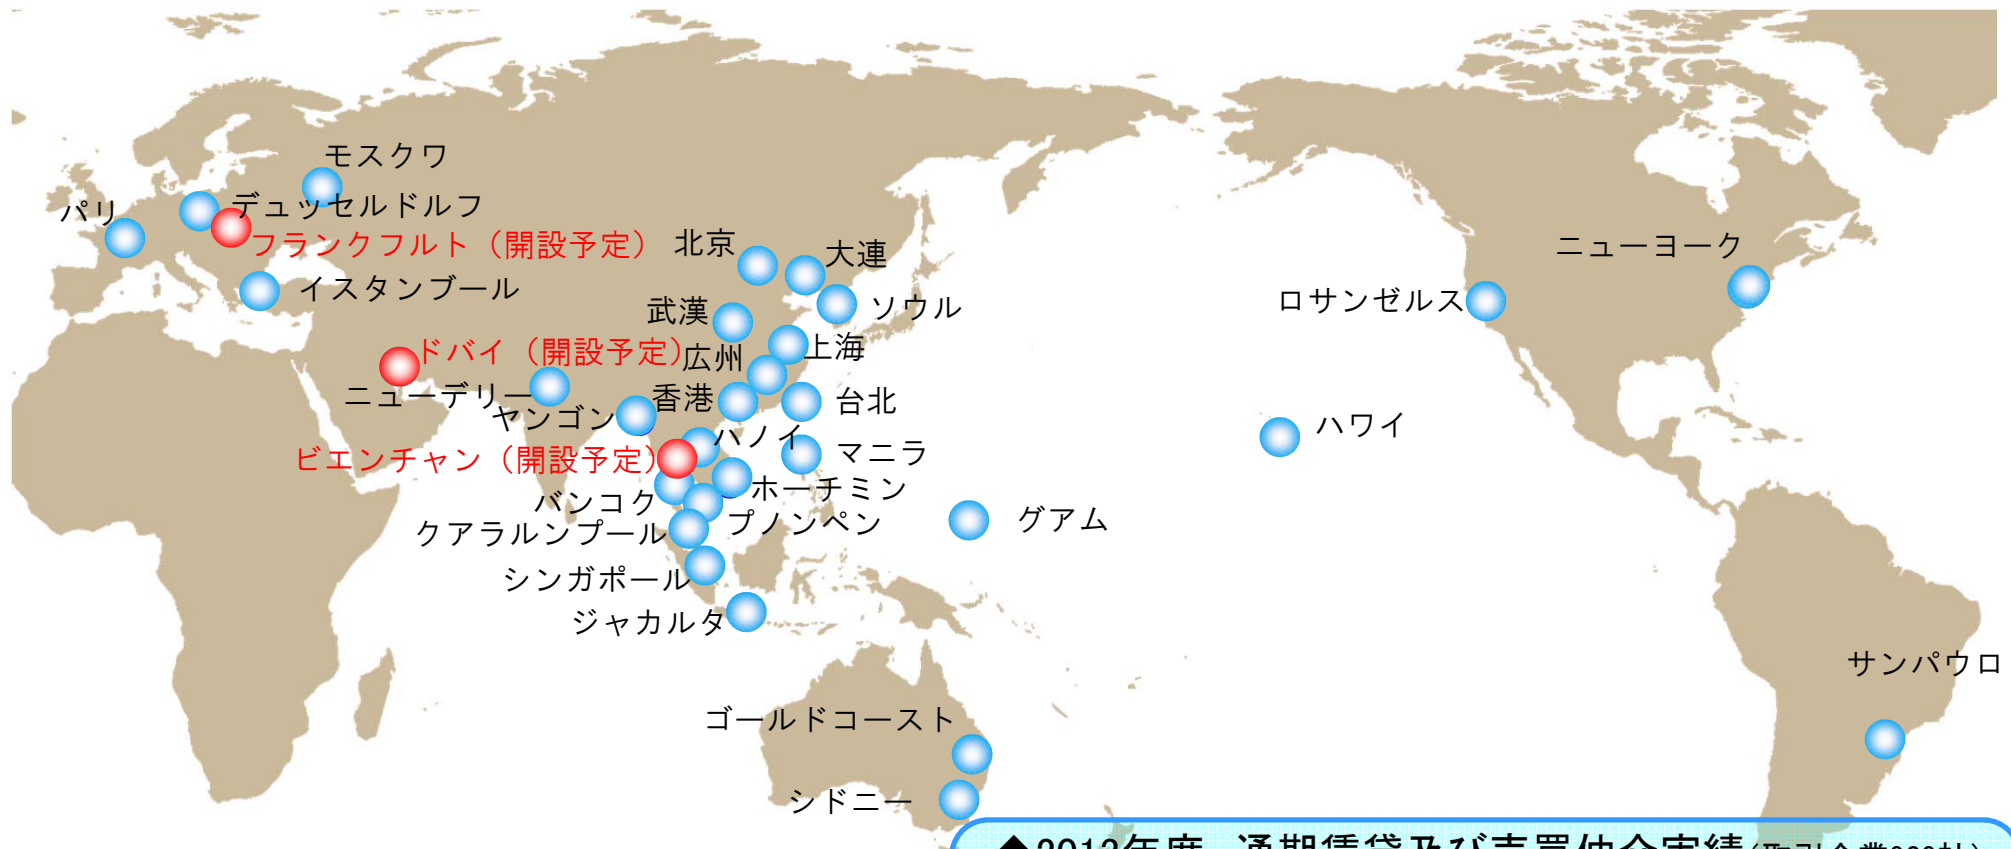 モスクワ
パリ
デュッセルドルフ
フランクフルト（開設予定）
北京
大連
ニューヨーク
イスタンブール
武漢
ソウル
ロサンゼルス
ドバイ（開設予定）
広州
上海
ニューデリー
ヤンゴン
香港
台北
ハワイ
ハノイ
マニラ
ビエンチャン（開設予定）
バンコク
ホーチミン
クアラルンプール
プノンペン
グアム
シンガポール
ジャカルタ
サンパウロ
ゴールドコースト
シドニー